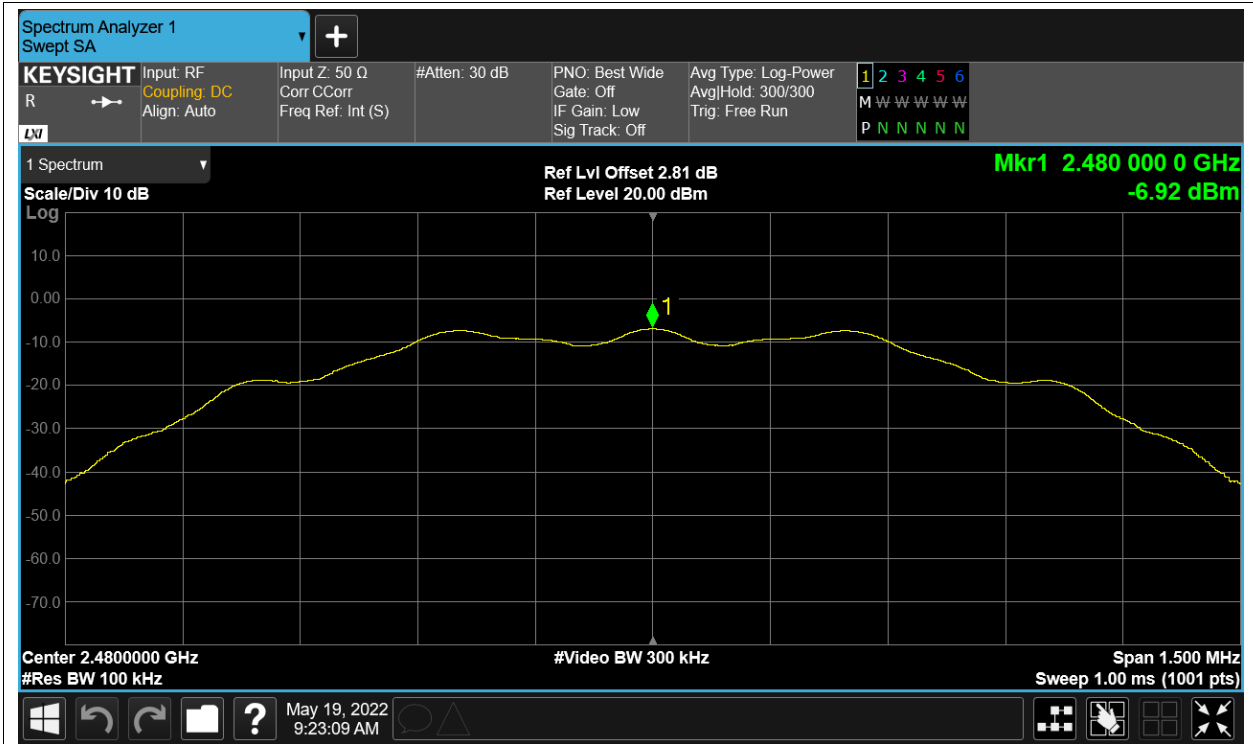 Spectrum Analyzer 1
Swept SA
+
KEYSIGHT Input: RF Input Z: 50 Ω #Atten: 30 dB PNO: Best Wide Avg Type: Log-Power 1 2 3 4 5 6
R Coupling: DC Corr CCorr Gate: Off Avg|Hold: 300/300 M W W W W W
Align: Auto Freq Ref: Int (S) IF Gain: Low Trig: Free Run
LXI Sig Track: Off P N N N N N
1 Spectrum Ref Lvl Offset 2.81 dB Mkr1 2.480 000 0 GHz
Scale/Div 10 dB Ref Level 20.00 dBm -6.92 dBm
Log
10.0
0.00
1
-10.0
-20.0
-30.0
-40.0
-50.0
-60.0
-70.0
Center 2.4800000 GHz #Video BW 300 kHz Span 1.500 MHz
#Res BW 100 kHz Sweep 1.00 ms (1001 pts)
? May 19, 2022
9:23:09 AM